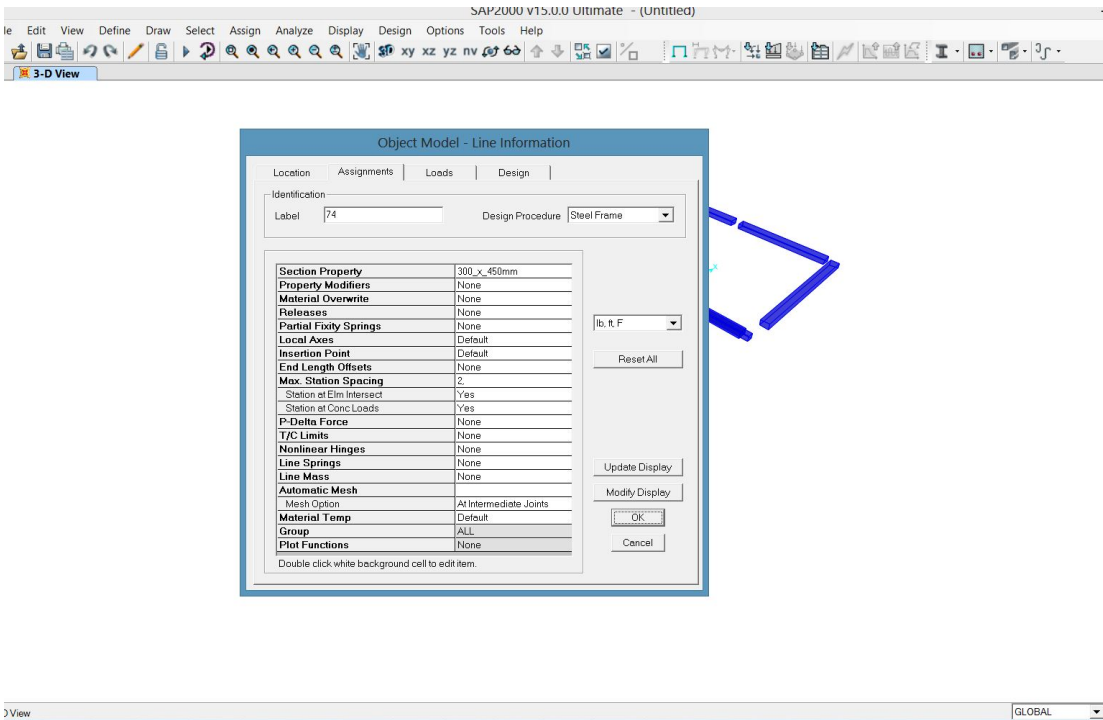 SAP2000 v15.0.0 Ultimate - (Untitled)
le Edit View Define Draw Select Assign Analyze Display Design Options Tools Help
3D xy xz yz nv
3-D View
Object Model - Line Information
Location Assignments Loads Design
Identification
Label 74 Design Procedure Steel Frame
Section Property 300_x_450mm
Property Modifiers None
Material Overwrite None
Releases None
Partial Fixity Springs None
Local Axes Default
Insertion Point Default
End Length Offsets None
Max. Station Spacing 2,
Station at Elm Intersect Yes
Station at Conc Loads Yes
P-Delta Force None
T/C Limits None
Nonlinear Hinges None
Line Springs None
Line Mass None
Automatic Mesh
Mesh Option At Intermediate Joints
Material Temp Default
Group ALL
Plot Functions None
Double click white background cell to edit item.
lb, ft, F
Reset All
Update Display
Modify Display
OK
Cancel
D View GLOBAL